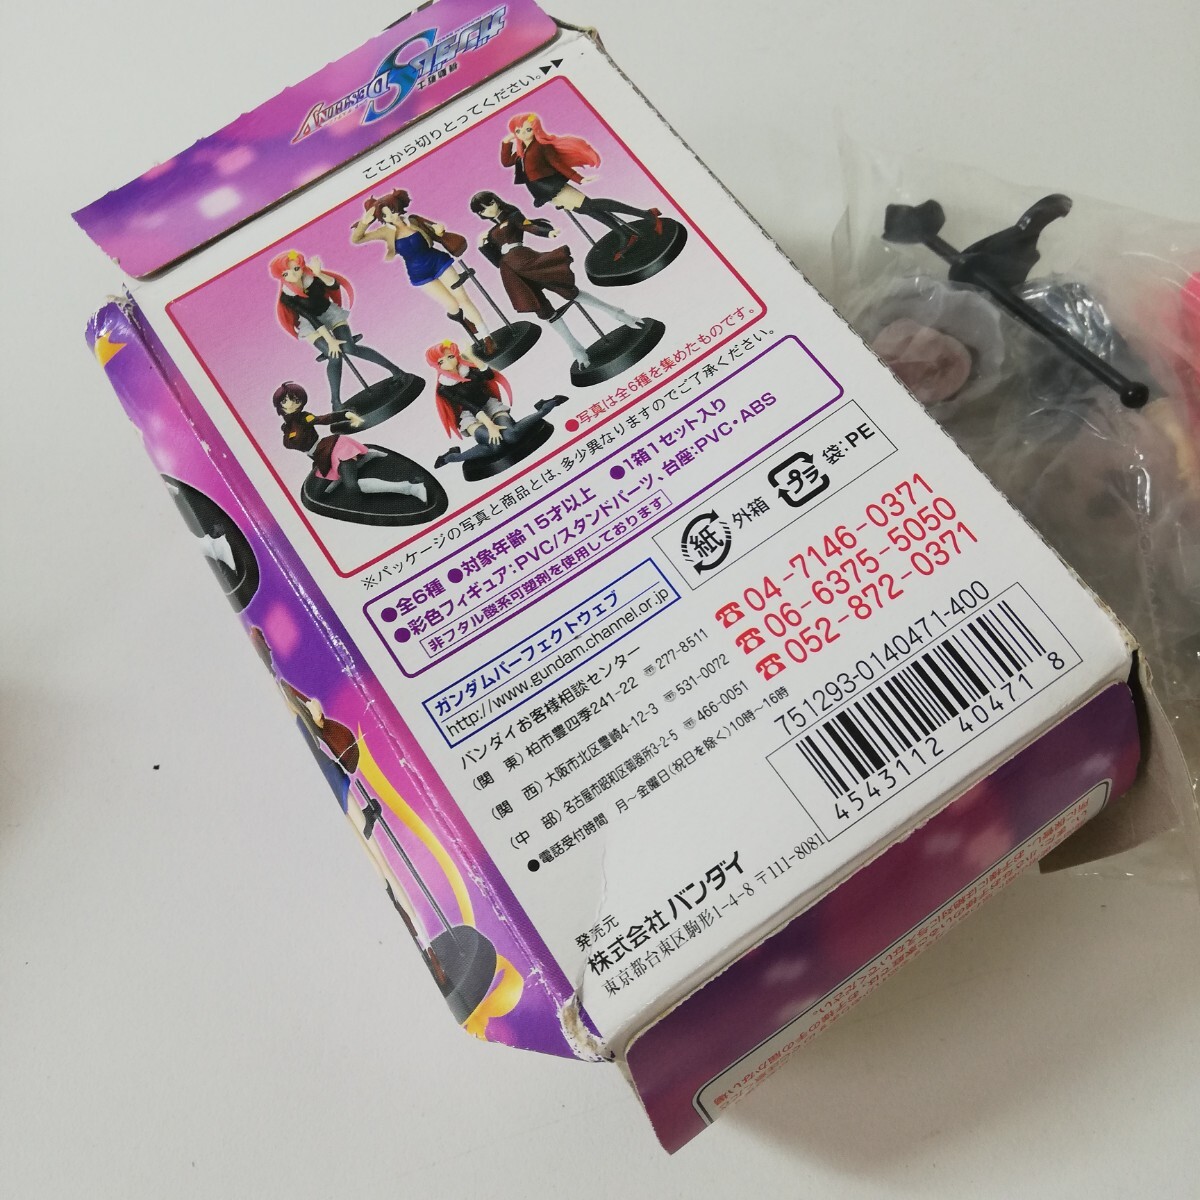 機動戦士
ガンダム
SEED
DESTINY
ここから切りとってください。▶▶
●写真は全6種を集めたものです。
※パッケージの写真と商品とは、多少異なりますのでご了承ください。
●全6種 ●対象年齢15才以上 ●1箱1セット入り
●彩色フィギュア:PVC/スタンドパーツ、台座:PVC・ABS
非フタル酸系可塑剤を使用しております
ガンダムパーフェクトウェブ
http://www.gundam.channel.or.jp
紙 外箱 プラ 袋:PE
バンダイお客様相談センター
(関 東) 柏市豊四季241-22 〠277-8511 ☎04-7146-0371
(関 西) 大阪市北区豊崎4-12-3 〠531-0072 ☎06-6375-5050
(中 部) 名古屋市昭和区御器所3-2-5 〠466-0051 ☎052-872-0371
●電話受付時間 月〜金曜日(祝日を除く)10時〜16時
発売元
株式会社 バンダイ
東京都台東区駒形1-4-8 〒111-8081
751293-0140471-400
4543112 404718